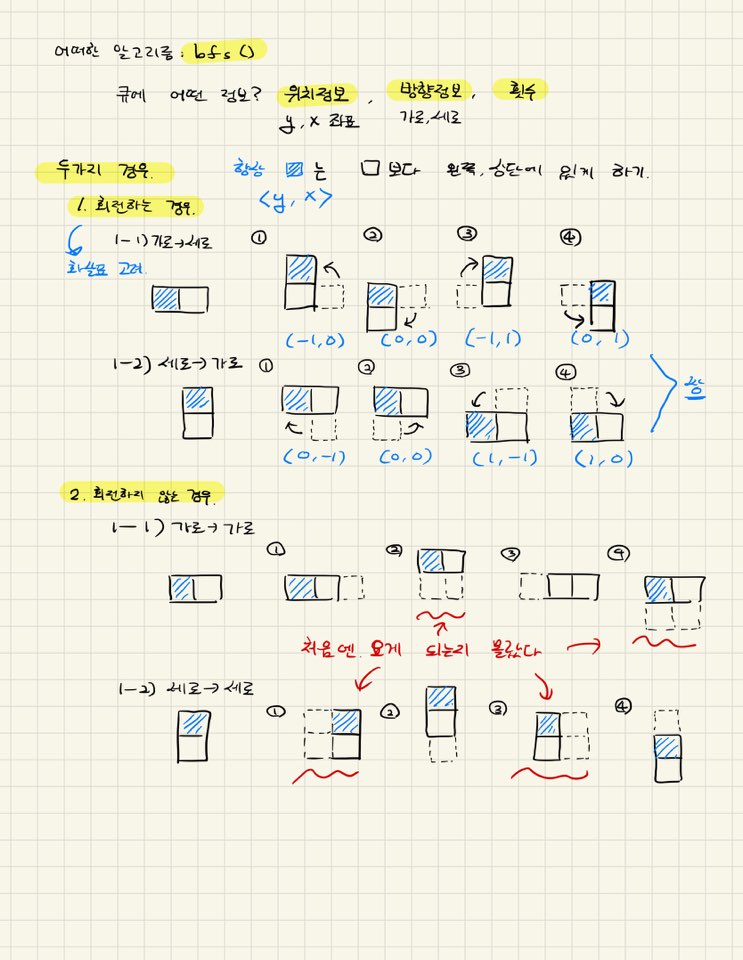 어떠한 알고리즘: bfs()
큐에 어떤 정보? 위치정보, 방향정보, 횟수
y, x 좌표 가로, 세로
두가지 경우. 항상 는 보다 왼쪽, 상단에 있게 하기.
<y, x>
1. 회전하는 경우.
1-1) 가로→세로 ① ② ③ ④
화살표 고려.
(-1,0) (0,0) (-1,1) (0,1)
1-2) 세로→가로 ① ② ③ ④
(0,-1) (0,0) (1,-1) (1,0)
2. 회전하지 않는 경우.
1-1) 가로→가로
① ② ③ ④
처음엔 요게 되는지 몰랐다
1-2) 세로→세로
① ② ③ ④